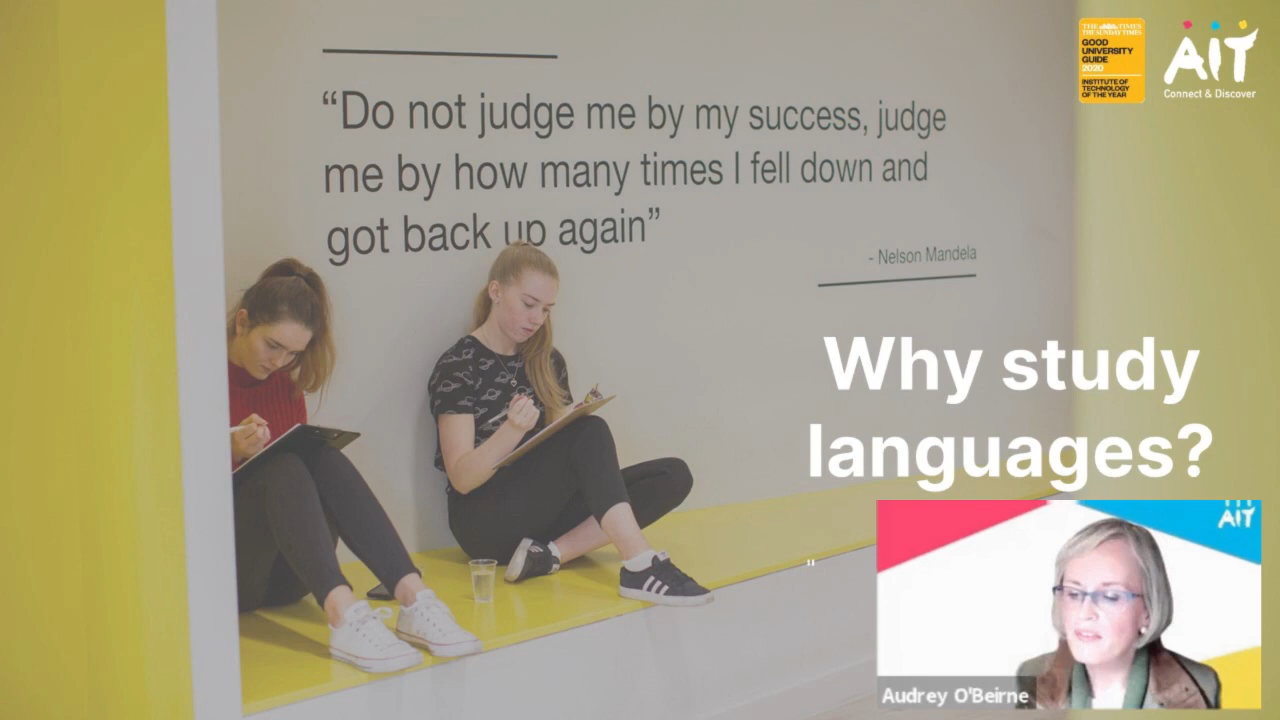 “Do not judge me by my success, judge
me by how many times I fell down and
got back up again”
- Nelson Mandela
THE TIMES
THE SUNDAY TIMES
GOOD
UNIVERSITY
GUIDE
2020
INSTITUTE OF
TECHNOLOGY
OF THE YEAR
AIT
Connect & Discover
Why study
languages?
"
AIT
Audrey O'Beirne